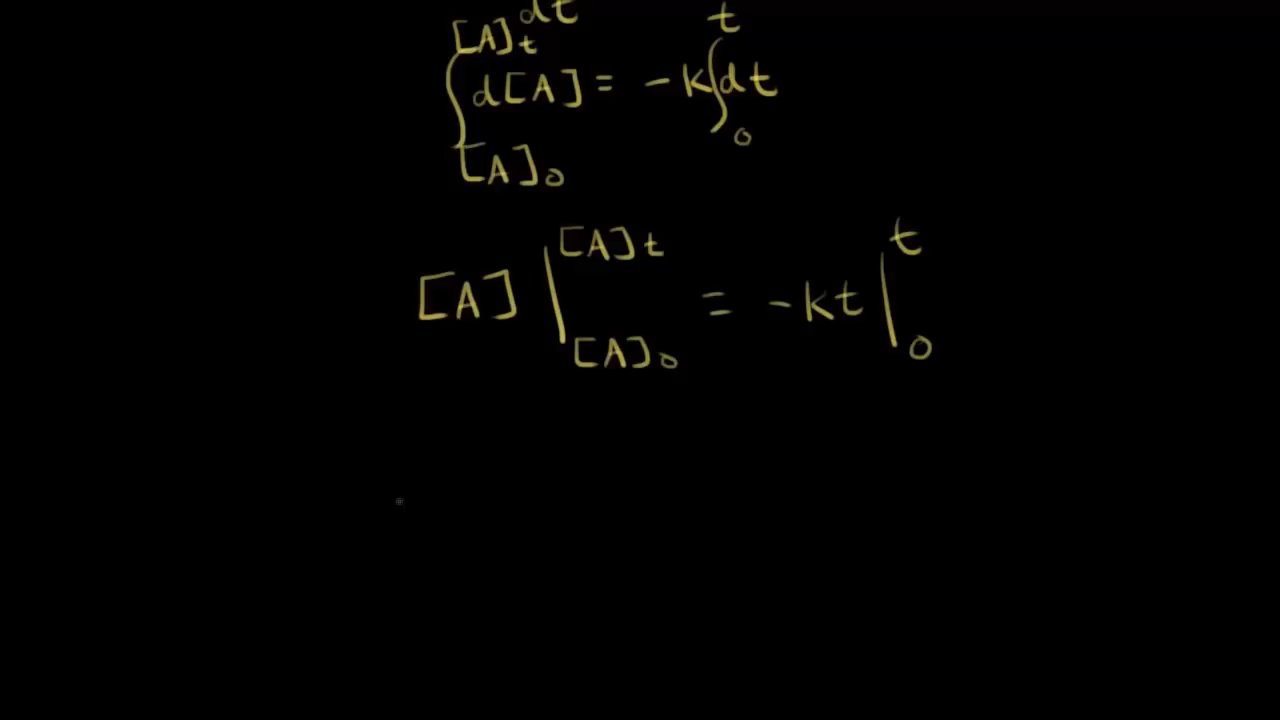 dt
[A]t t
∫ d[A] = -k∫dt
[A]0 0
[A]t t
[A] | = -kt |
[A]0 0